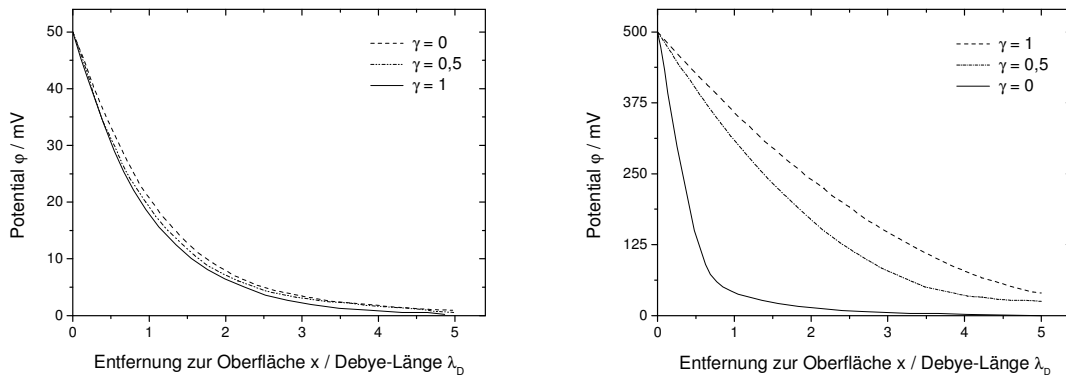 50
40
30
20
10
0
Potential φ / mV
γ = 0
γ = 0,5
γ = 1
0 1 2 3 4 5
Entfernung zur Oberfläche x / Debye-Länge λD
500
375
250
125
0
Potential φ / mV
γ = 1
γ = 0,5
γ = 0
0 1 2 3 4 5
Entfernung zur Oberfläche x / Debye-Länge λD